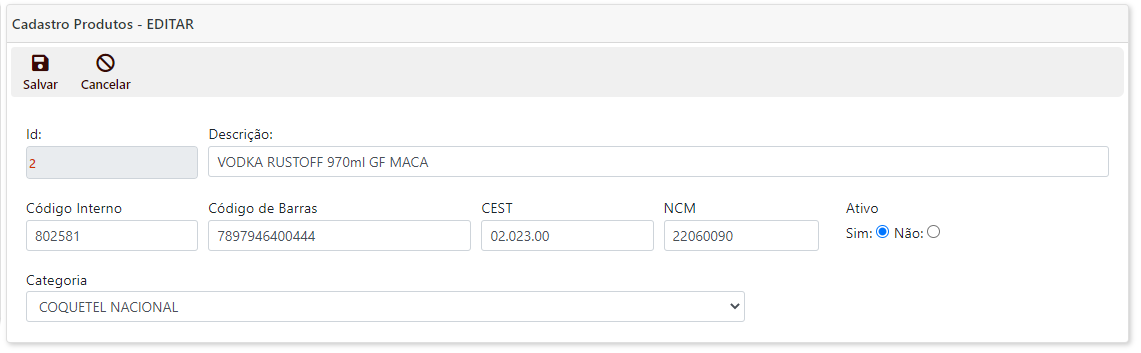 Cadastro Produtos - EDITAR
Salvar Cancelar
Id: Descrição:
2 VODKA RUSTOFF 970ml GF MACA
Código Interno Código de Barras CEST NCM Ativo
802581 7897946400444 02.023.00 22060090 Sim: Não:
Categoria
COQUETEL NACIONAL